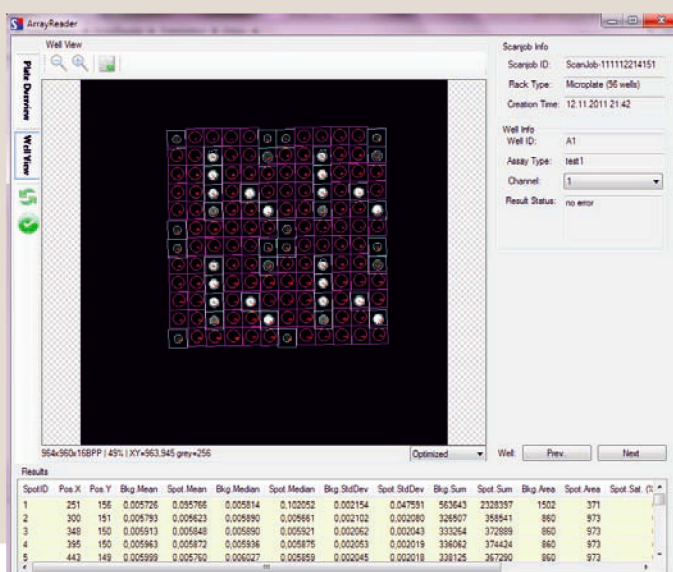 ArrayReader
Well View
Plate Overview
Well View
Scanjob Info
Scanjob ID: ScanJob-111112214151
Rack Type: Microplate (96 wells)
Creation Time: 12.11.2011 21:42
Well Info
Well ID: A1
Assay Type: test1
Channel: 1
Result Status: no error
964x960x16BPP | 49% | XY=963,945 grey=256
Optimized
Well: Prev. Next
Results
SpotID Pos.X Pos.Y Bkg.Mean Spot.Mean Bkg.Median Spot.Median Bkg.StdDev Spot.StdDev Bkg.Sum Spot.Sum Bkg.Area Spot.Area Spot.Sat. (%
1 251 156 0,005726 0,095766 0,005814 0,102052 0,002154 0,047591 563643 2328397 1502 371
2 300 151 0,005793 0,005623 0,005890 0,005661 0,002102 0,002080 326507 358541 860 973
3 348 150 0,005913 0,005848 0,005890 0,005921 0,002062 0,002043 333264 372889 860 973
4 395 150 0,005963 0,005872 0,005936 0,005875 0,002053 0,002019 336062 374424 860 973
5 443 149 0,005999 0,005760 0,006027 0,005859 0,002045 0,002018 338125 367290 860 973